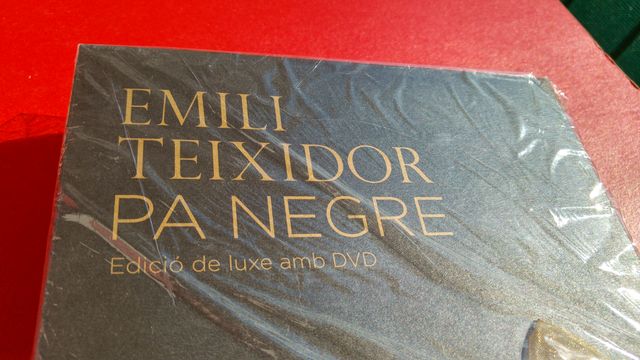 EMILI
TEIXIDOR
PA NEGRE
Edició de luxe amb DVD